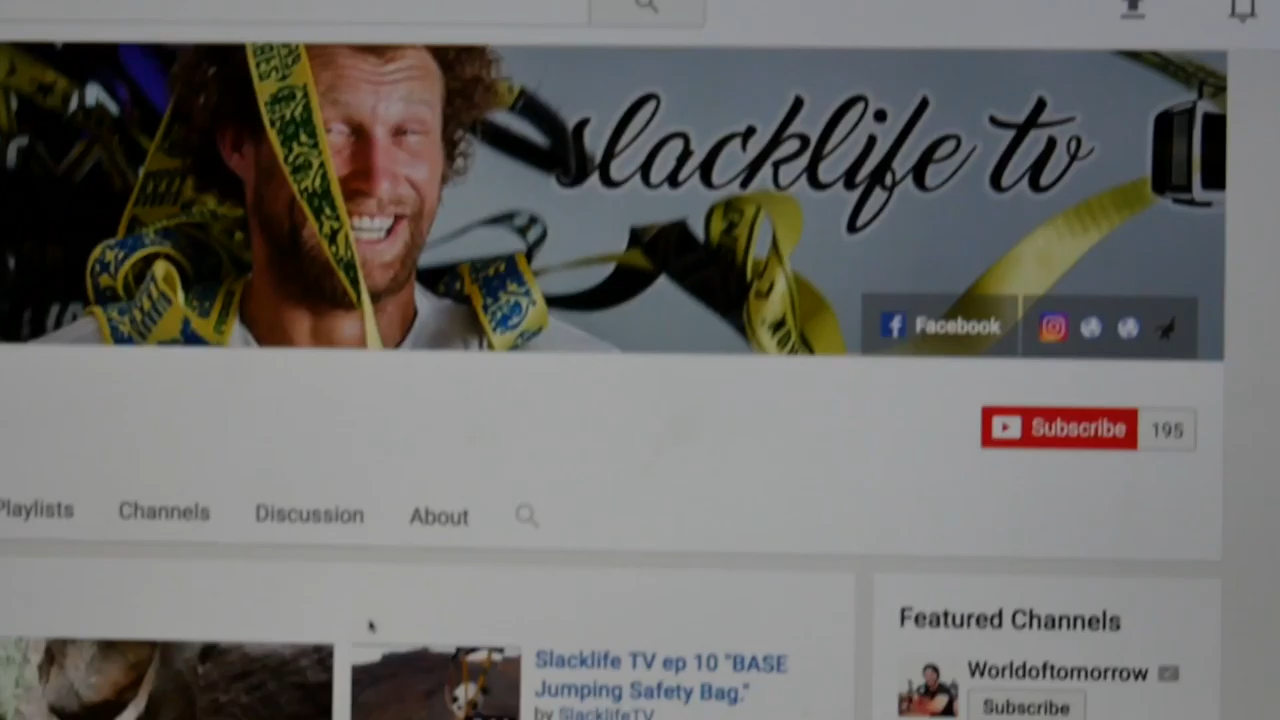 slacklife tv
Facebook
Subscribe 195
Playlists Channels Discussion About
Featured Channels
Slacklife TV ep 10 "BASE
Jumping Safety Bag."
by SlacklifeTV
Worldoftomorrow
Subscribe